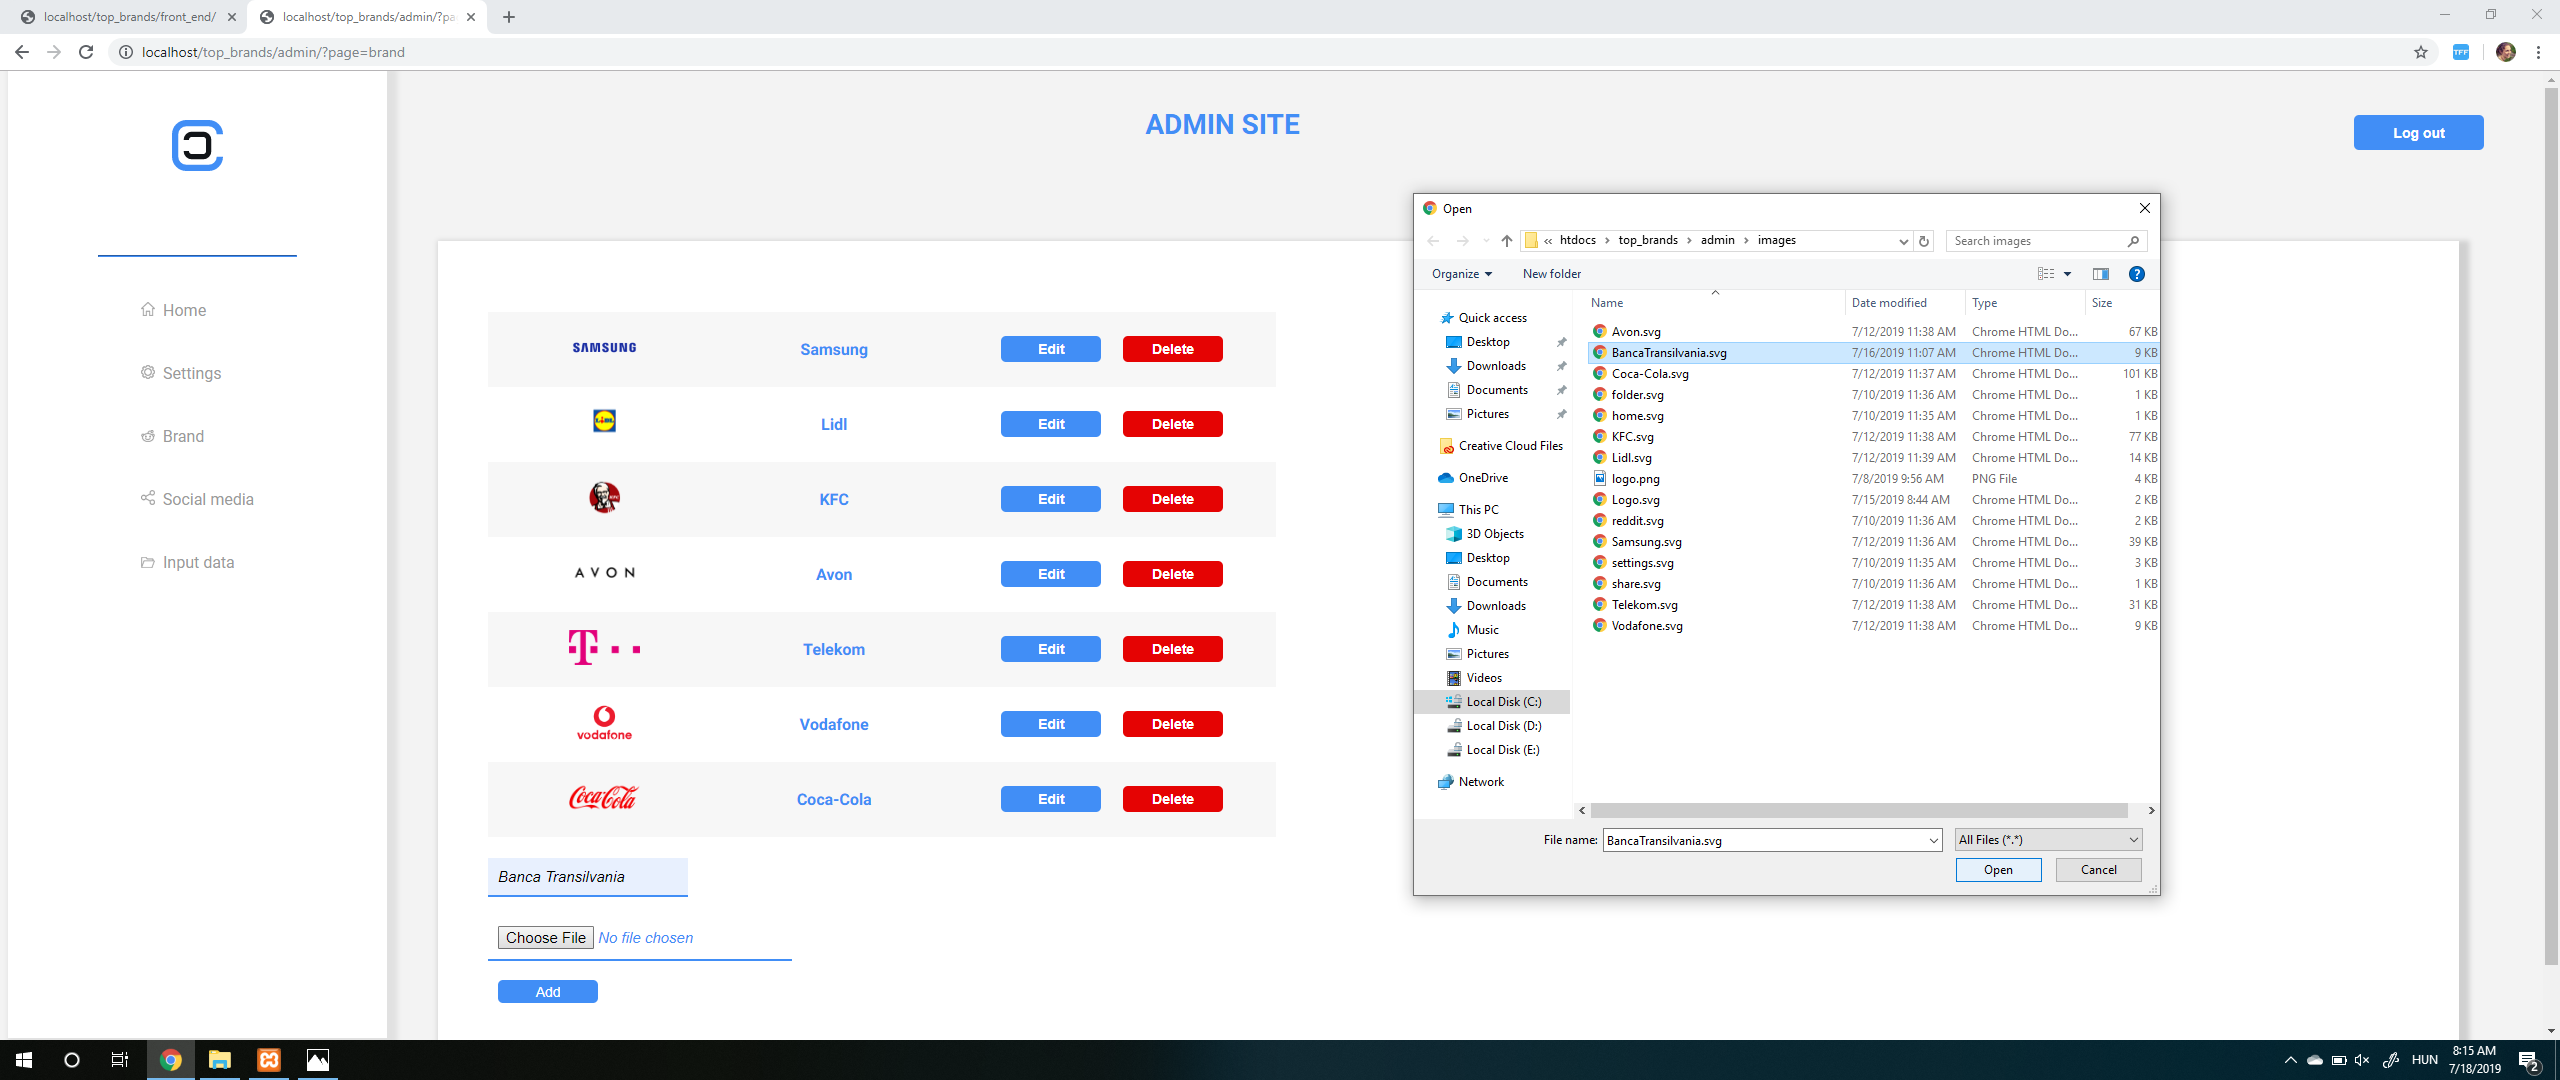 localhost/top_brands/front_end/
localhost/top_brands/admin/?pa
localhost/top_brands/admin/?page=brand
TFF
ADMIN SITE
Log out
Home
Settings
Brand
Social media
Input data
SAMSUNG
Samsung
Edit
Delete
LIDL
Lidl
Edit
Delete
KFC
KFC
Edit
Delete
AVON
Avon
Edit
Delete
T
Telekom
Edit
Delete
vodafone
Vodafone
Edit
Delete
Coca-Cola
Coca-Cola
Edit
Delete
Banca Transilvania
Choose File No file chosen
Add
Open
« htdocs › top_brands › admin › images
Search images
Organize
New folder
Quick access
Desktop
Downloads
Documents
Pictures
Creative Cloud Files
OneDrive
This PC
3D Objects
Desktop
Documents
Downloads
Music
Pictures
Videos
Local Disk (C:)
Local Disk (D:)
Local Disk (E:)
Network
Name Date modified Type Size
Avon.svg 7/12/2019 11:38 AM Chrome HTML Do... 67 KB
BancaTransilvania.svg 7/16/2019 11:07 AM Chrome HTML Do... 9 KB
Coca-Cola.svg 7/12/2019 11:37 AM Chrome HTML Do... 101 KB
folder.svg 7/10/2019 11:36 AM Chrome HTML Do... 1 KB
home.svg 7/10/2019 11:35 AM Chrome HTML Do... 1 KB
KFC.svg 7/12/2019 11:38 AM Chrome HTML Do... 77 KB
Lidl.svg 7/12/2019 11:39 AM Chrome HTML Do... 14 KB
logo.png 7/8/2019 9:56 AM PNG File 4 KB
Logo.svg 7/15/2019 8:44 AM Chrome HTML Do... 2 KB
reddit.svg 7/10/2019 11:36 AM Chrome HTML Do... 2 KB
Samsung.svg 7/12/2019 11:36 AM Chrome HTML Do... 39 KB
settings.svg 7/10/2019 11:35 AM Chrome HTML Do... 3 KB
share.svg 7/10/2019 11:36 AM Chrome HTML Do... 1 KB
Telekom.svg 7/12/2019 11:38 AM Chrome HTML Do... 31 KB
Vodafone.svg 7/12/2019 11:38 AM Chrome HTML Do... 9 KB
File name: BancaTransilvania.svg
All Files (*.*)
Open
Cancel
HUN
8:15 AM
7/18/2019
2